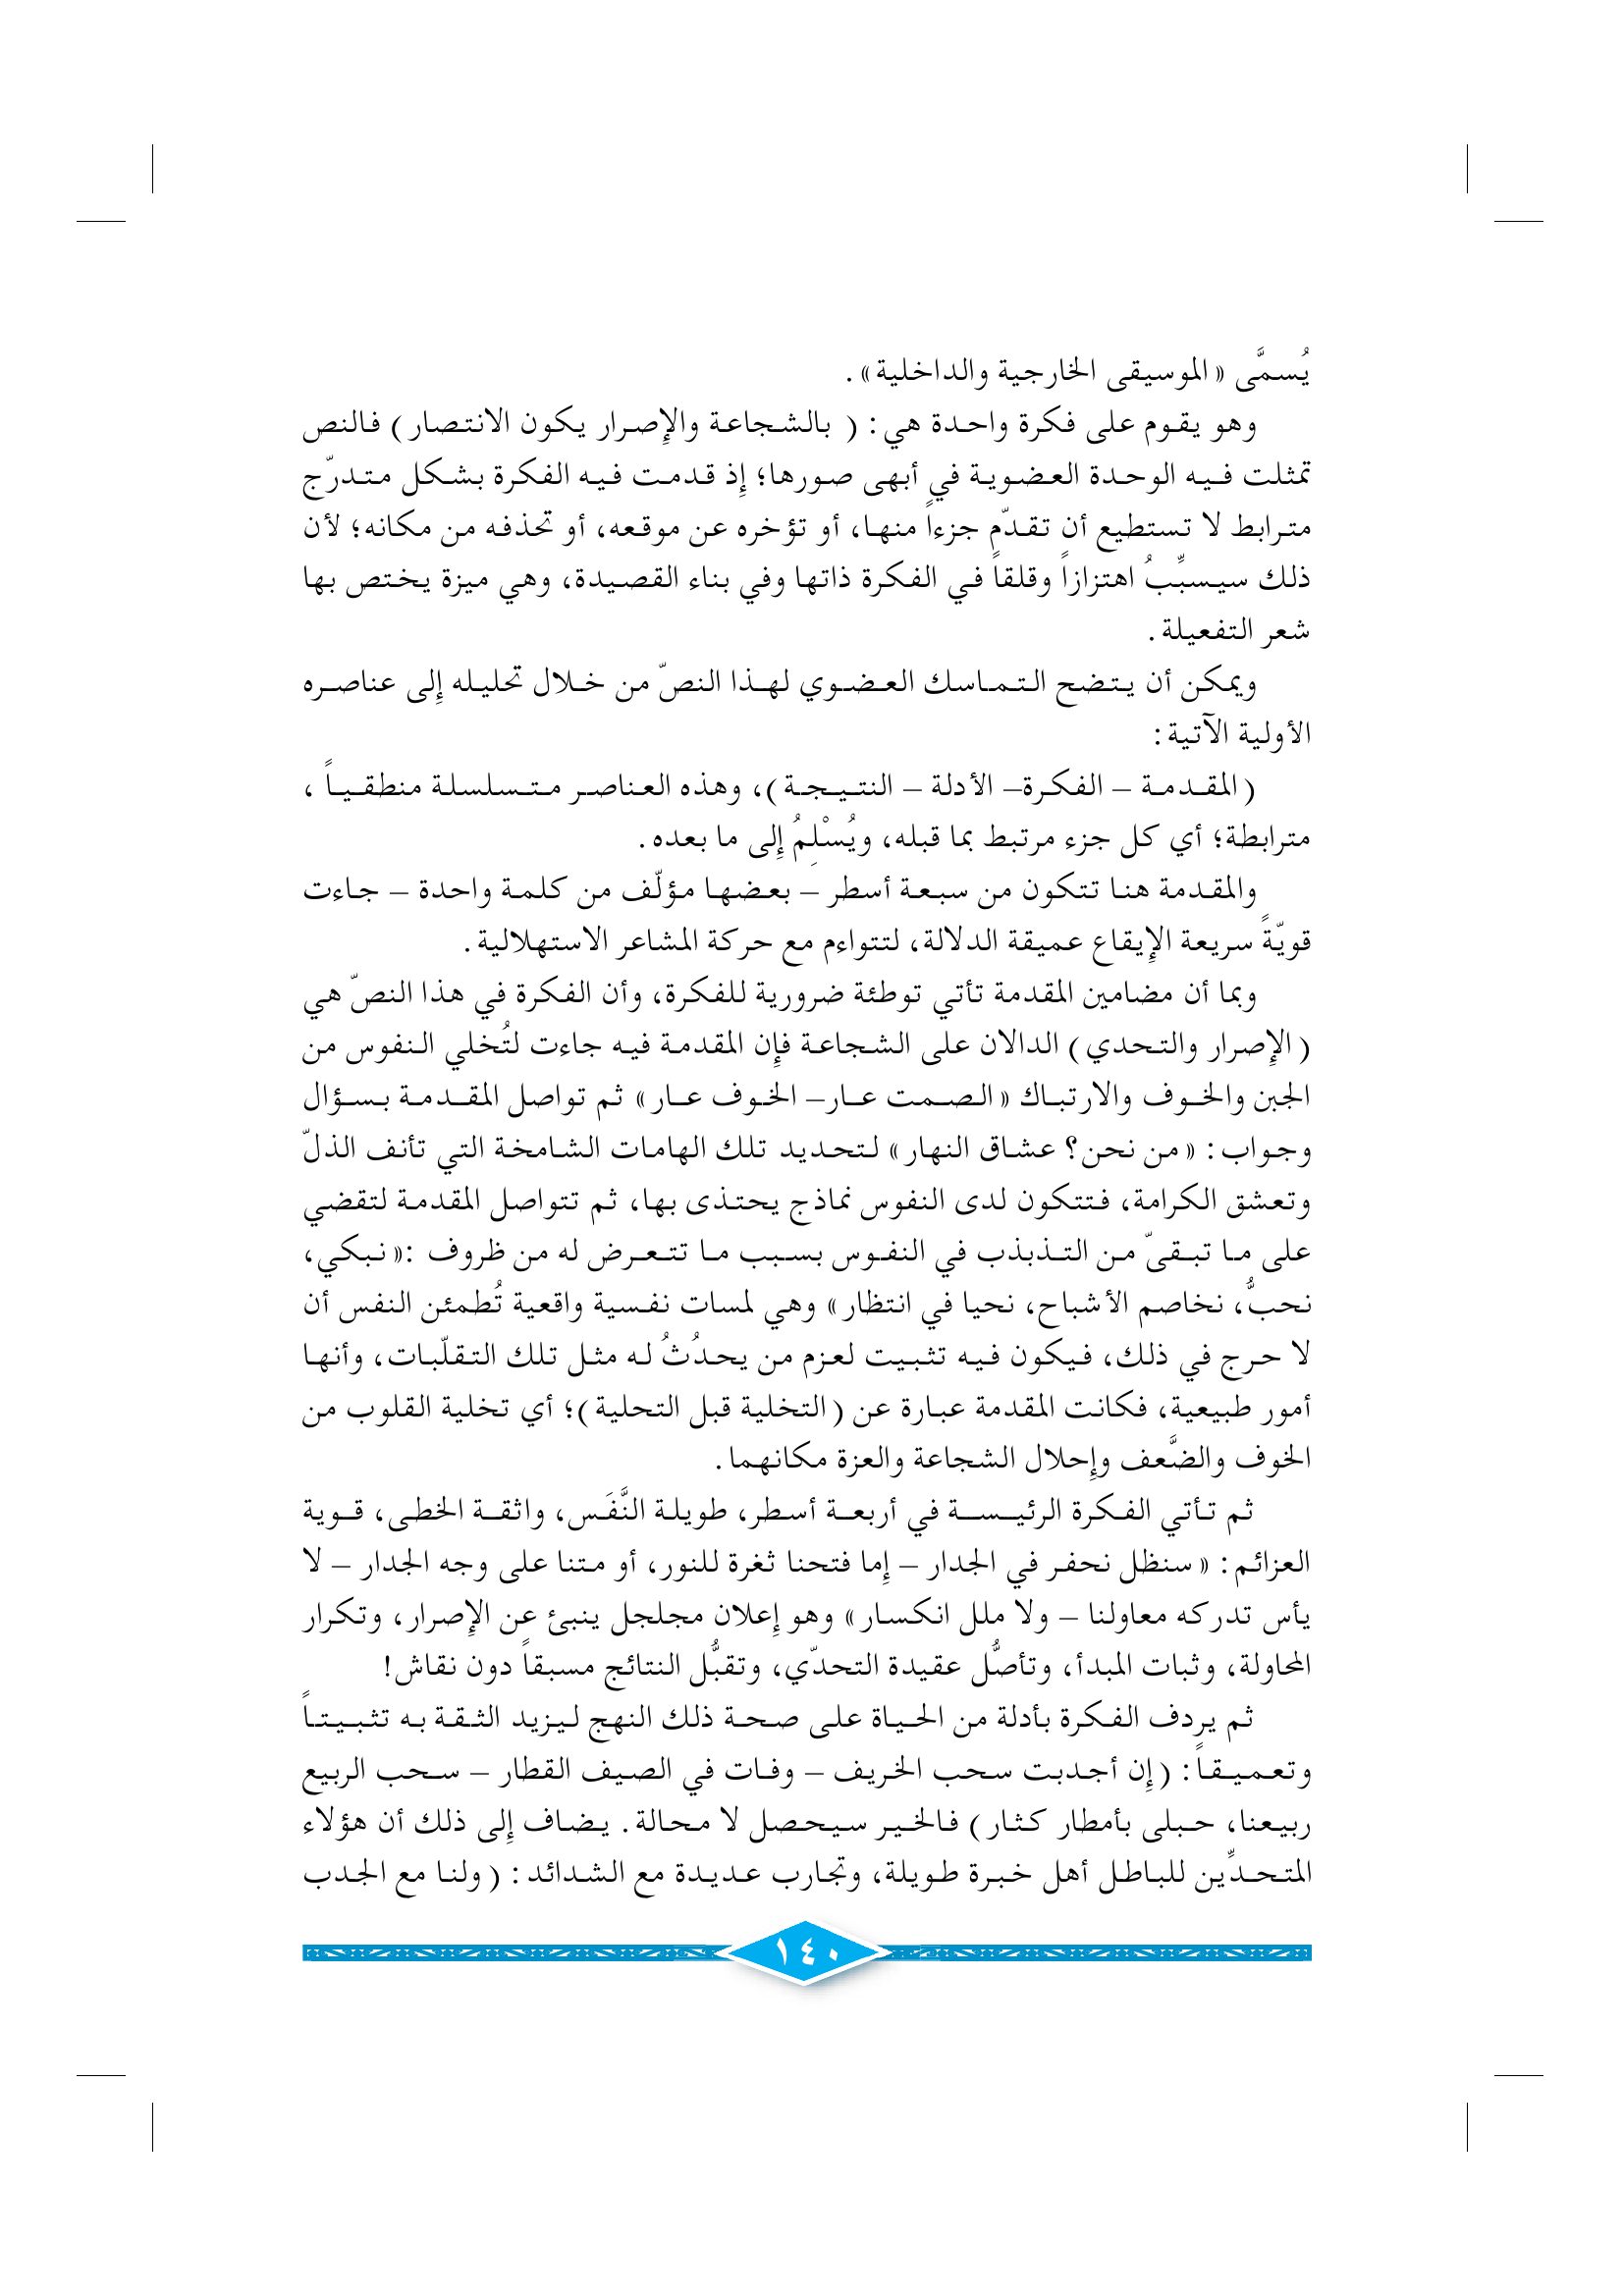 يُسمَّى «الموسيقى الخارجية والداخلية».
وهو يقوم على فكرة واحدة هي: (بالشجاعة والإِصرار يكون الانتصار) فالنص
تمثلت فيه الوحدة العضوية في أبهى صورها؛ إِذ قدمت فيه الفكرة بشكل متدرّج
مترابط لا تستطيع أن تقدّم جزءاً منها، أو تؤخره عن موقعه، أو تحذفه من مكانه؛ لأن
ذلك سيسبِّبُ اهتزازاً وقلقاً في الفكرة ذاتها وفي بناء القصيدة، وهي ميزة يختص بها
شعر التفعيلة.
ويمكن أن يتضح التماسك العضوي لهذا النصّ من خلال تحليله إِلى عناصره
الأولية الآتية:
(المقدمة – الفكرة– الأدلة – النتيجة)، وهذه العناصر متسلسلة منطقياً ،
مترابطة؛ أي كل جزء مرتبط بما قبله، ويُسْلِمُ إِلى ما بعده.
والمقدمة هنا تتكون من سبعة أسطر – بعضها مؤلّف من كلمة واحدة – جاءت
قويّةً سريعة الإِيقاع عميقة الدلالة، لتتواءم مع حركة المشاعر الاستهلالية.
وبما أن مضامين المقدمة تأتي توطئة ضرورية للفكرة، وأن الفكرة في هذا النصّ هي
(الإِصرار والتحدي) الدالان على الشجاعة فإِن المقدمة فيه جاءت لتُخلي النفوس من
الجبن والخوف والارتباك «الصمت عار– الخوف عار» ثم تواصل المقدمة بسؤال
وجواب: «من نحن؟ عشاق النهار» لتحديد تلك الهامات الشامخة التي تأنف الذلّ
وتعشق الكرامة، فتتكون لدى النفوس نماذج يحتذى بها، ثم تتواصل المقدمة لتقضي
على ما تبقىّ من التذبذب في النفوس بسبب ما تتعرض له من ظروف :«نبكي،
نحبُّ، نخاصم الأشباح، نحيا في انتظار» وهي لمسات نفسية واقعية تُطمئن النفس أن
لا حرج في ذلك، فيكون فيه تثبيت لعزم من يحدُثُ له مثل تلك التقلّبات، وأنها
أمور طبيعية، فكانت المقدمة عبارة عن (التخلية قبل التحلية)؛ أي تخلية القلوب من
الخوف والضَّعف وإِحلال الشجاعة والعزة مكانهما.
ثم تأتي الفكرة الرئيسة في أربعة أسطر، طويلة النَّفَس، واثقة الخطى، قوية
العزائم: «سنظل نحفر في الجدار – إِما فتحنا ثغرة للنور، أو متنا على وجه الجدار – لا
يأس تدركه معاولنا – ولا ملل انكسار» وهو إِعلان مجلجل ينبئ عن الإِصرار، وتكرار
المحاولة، وثبات المبدأ، وتأصُّل عقيدة التحدّي، وتقبُّل النتائج مسبقاً دون نقاش!
ثم يردف الفكرة بأدلة من الحياة على صحة ذلك النهج ليزيد الثقة به تثبيتاً
وتعميقاً: (إِن أجدبت سحب الخريف – وفات في الصيف القطار – سحب الربيع
ربيعنا، حبلى بأمطار كثار) فالخير سيحصل لا محالة. يضاف إِلى ذلك أن هؤلاء
المتحدِّين للباطل أهل خبرة طويلة، وتجارب عديدة مع الشدائد: (ولنا مع الجدب
١٤٠